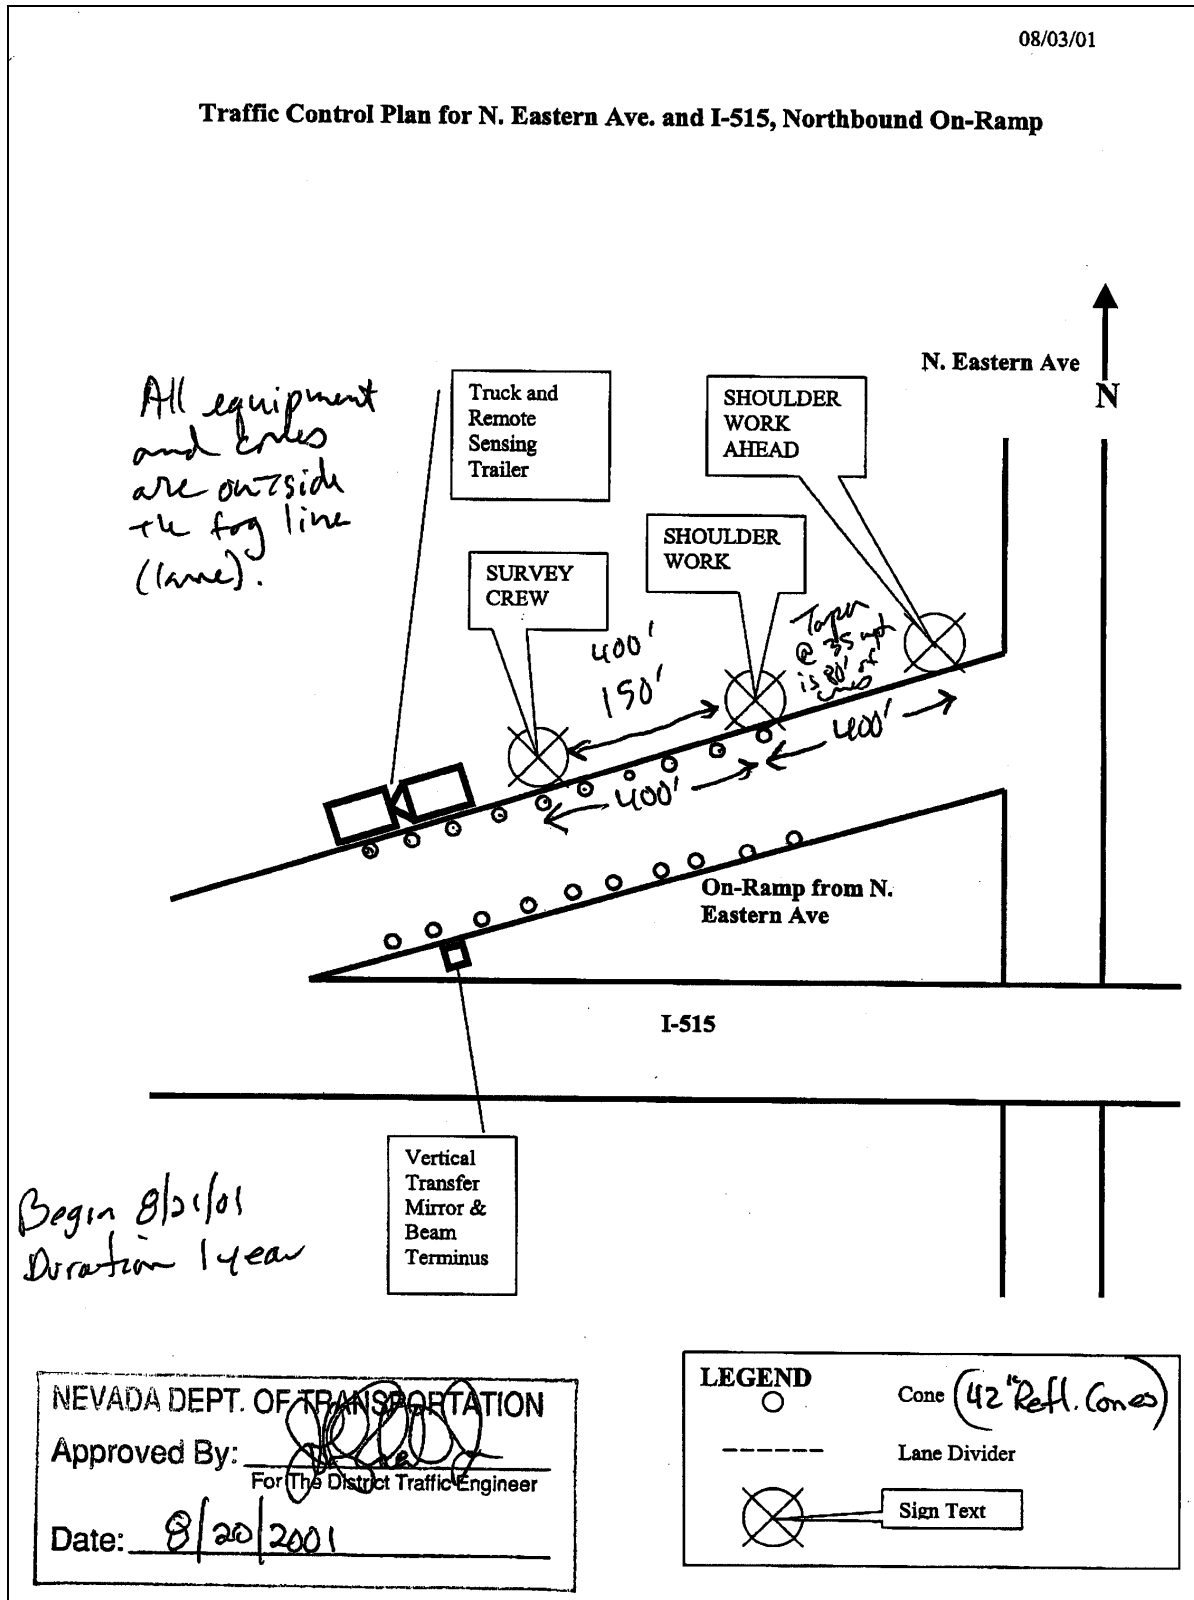 08/03/01
Traffic Control Plan for N. Eastern Ave. and I-515, Northbound On-Ramp
N. Eastern Ave
N
All equipment
and cones
are outside
the fog line
(lane).
Truck and
Remote
Sensing
Trailer
SHOULDER
WORK
AHEAD
SHOULDER
WORK
SURVEY
CREW
400'
150'
Taper
@ 35 mph
is 80' of
cones
400'
400'
On-Ramp from N.
Eastern Ave
I-515
Vertical
Transfer
Mirror &
Beam
Terminus
Begin 8/21/01
Duration 1 year
NEVADA DEPT. OF TRANSPORTATION
Approved By:
For The District Traffic Engineer
Date: 8/20/2001
LEGEND
Cone (42" Refl. Cones)
Lane Divider
Sign Text